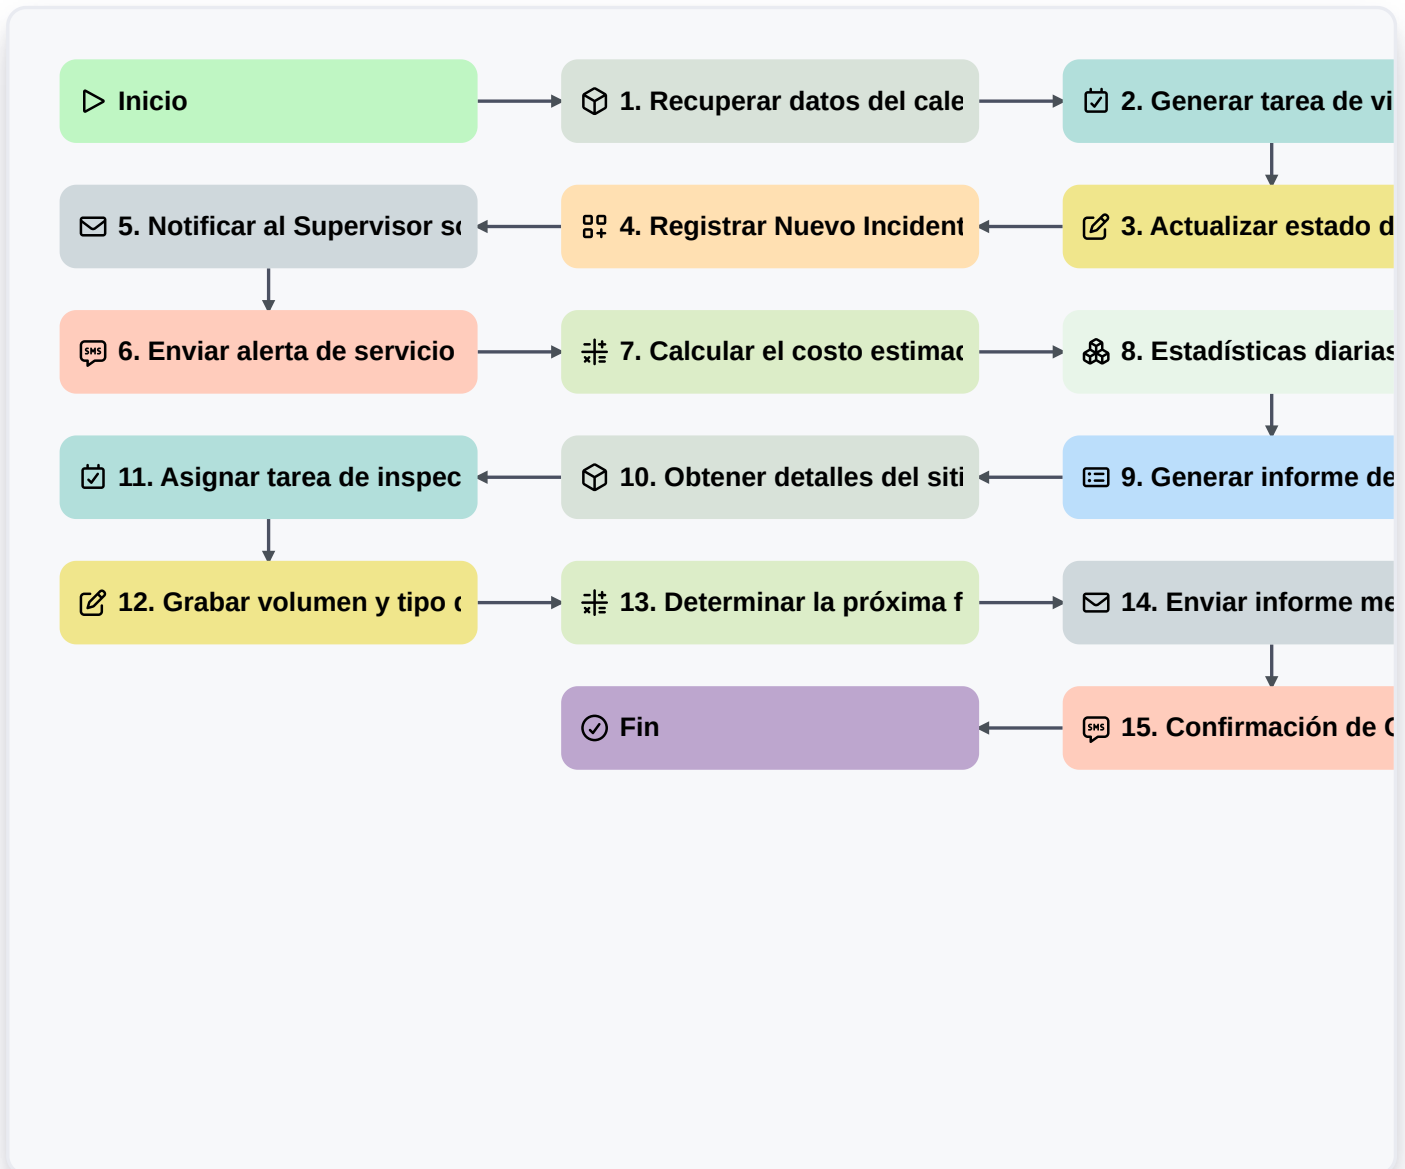 Inicio
1. Recuperar datos del cale
2. Generar tarea de vi
5. Notificar al Supervisor
4. Registrar Nuevo Incident
3. Actualizar estado d
6. Enviar alerta de servicio
7. Calcular el costo
8. Estadísticas diarias
11. Asignar tarea de inspec
10. Obtener detalles del siti
9. Generar informe de
12. Grabar volumen y tipo
13. Determinar la próxima f
14. Enviar informe me
Fin
15. Confirmación de